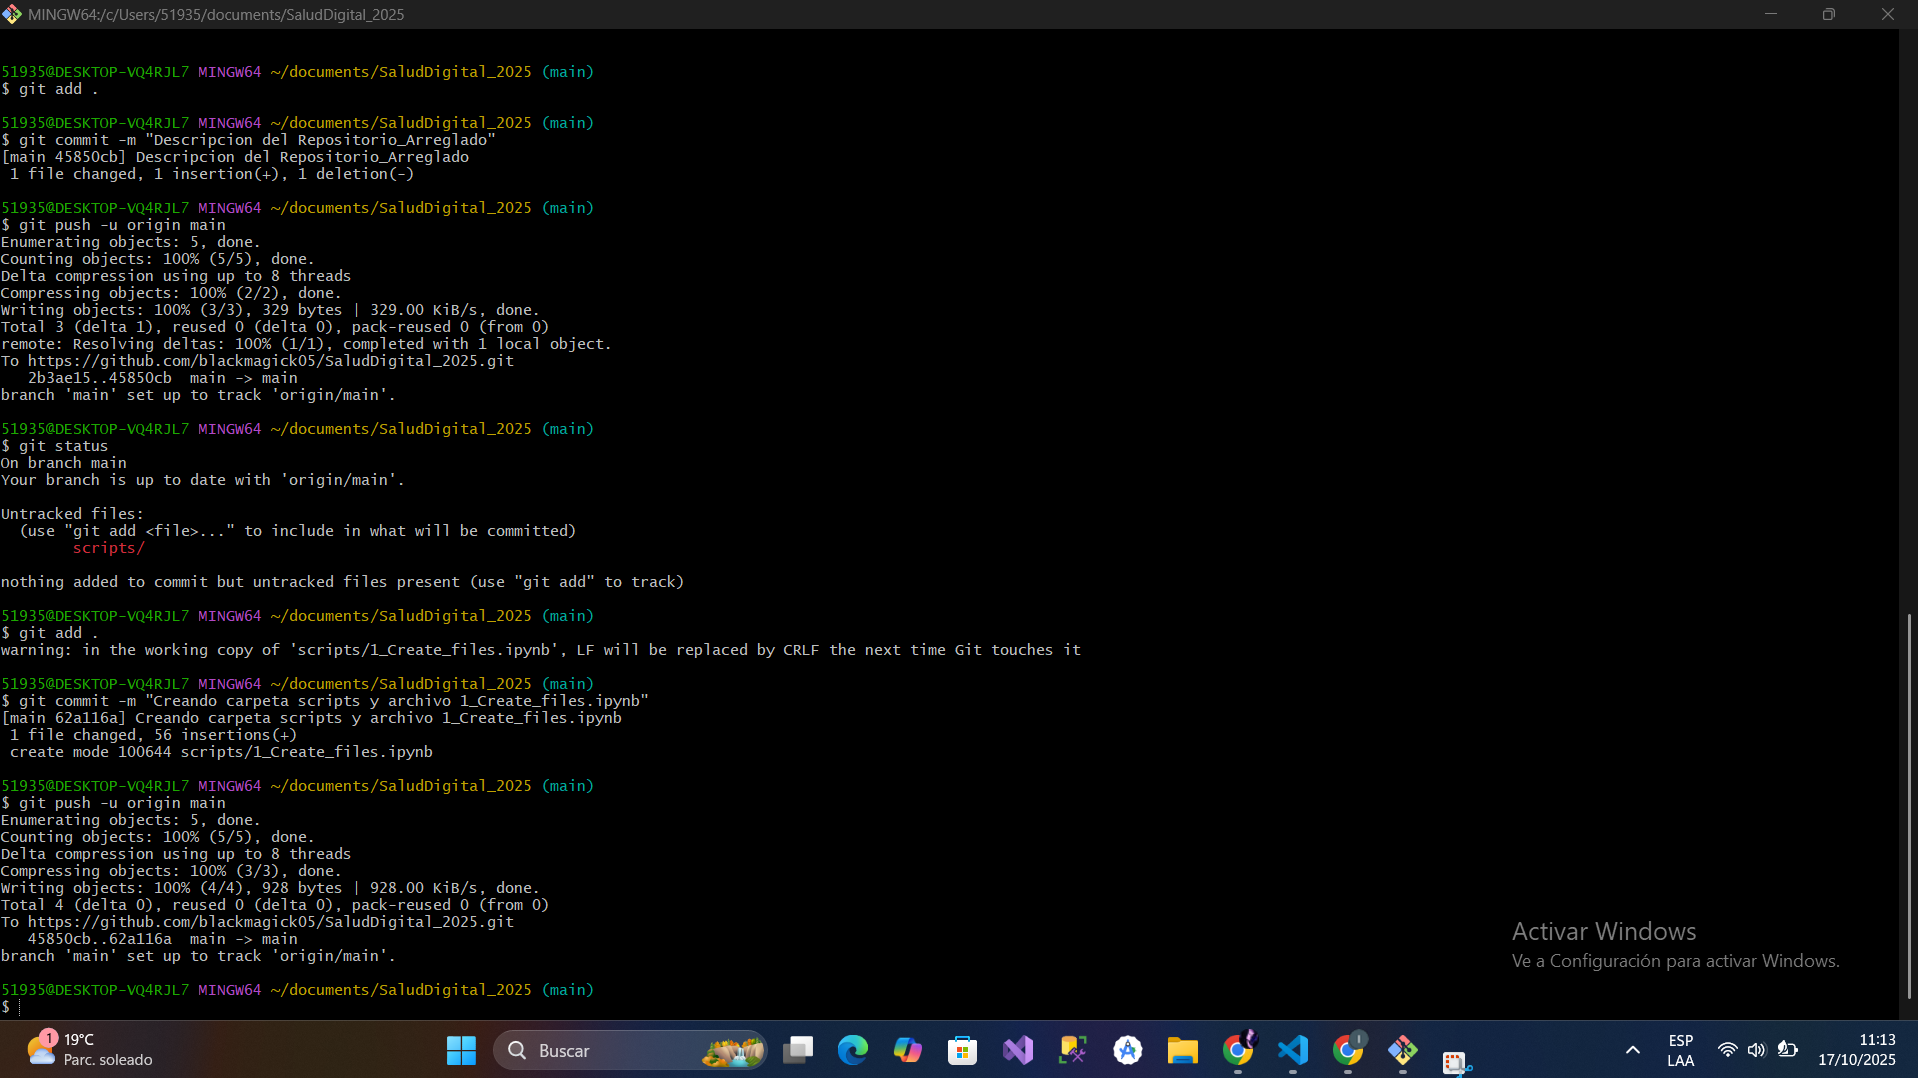 MINGW64:/c/Users/51935/documents/SaludDigital_2025
51935@DESKTOP-VQ4RJL7 MINGW64 ~/documents/SaludDigital_2025 (main)
$ git add .
51935@DESKTOP-VQ4RJL7 MINGW64 ~/documents/SaludDigital_2025 (main)
$ git commit -m "Descripcion del Repositorio_Arreglado"
[main 45850cb] Descripcion del Repositorio_Arreglado
1 file changed, 1 insertion(+), 1 deletion(-)
51935@DESKTOP-VQ4RJL7 MINGW64 ~/documents/SaludDigital_2025 (main)
$ git push -u origin main
Enumerating objects: 5, done.
Counting objects: 100% (5/5), done.
Delta compression using up to 8 threads
Compressing objects: 100% (2/2), done.
Writing objects: 100% (3/3), 329 bytes | 329.00 KiB/s, done.
Total 3 (delta 1), reused 0 (delta 0), pack-reused 0 (from 0)
remote: Resolving deltas: 100% (1/1), completed with 1 local object.
To https://github.com/blackmagick05/SaludDigital_2025.git
2b3ae15..45850cb  main -> main
branch 'main' set up to track 'origin/main'.
51935@DESKTOP-VQ4RJL7 MINGW64 ~/documents/SaludDigital_2025 (main)
$ git status
On branch main
Your branch is up to date with 'origin/main'.
Untracked files:
(use "git add <file>..." to include in what will be committed)
scripts/
nothing added to commit but untracked files present (use "git add" to track)
51935@DESKTOP-VQ4RJL7 MINGW64 ~/documents/SaludDigital_2025 (main)
$ git add .
warning: in the working copy of 'scripts/1_Create_files.ipynb', LF will be replaced by CRLF the next time Git touches it
51935@DESKTOP-VQ4RJL7 MINGW64 ~/documents/SaludDigital_2025 (main)
$ git commit -m "Creando carpeta scripts y archivo 1_Create_files.ipynb"
[main 62a116a] Creando carpeta scripts y archivo 1_Create_files.ipynb
1 file changed, 56 insertions(+)
create mode 100644 scripts/1_Create_files.ipynb
51935@DESKTOP-VQ4RJL7 MINGW64 ~/documents/SaludDigital_2025 (main)
$ git push -u origin main
Enumerating objects: 5, done.
Counting objects: 100% (5/5), done.
Delta compression using up to 8 threads
Compressing objects: 100% (3/3), done.
Writing objects: 100% (4/4), 928 bytes | 928.00 KiB/s, done.
Total 4 (delta 0), reused 0 (delta 0), pack-reused 0 (from 0)
To https://github.com/blackmagick05/SaludDigital_2025.git
45850cb..62a116a  main -> main
branch 'main' set up to track 'origin/main'.
51935@DESKTOP-VQ4RJL7 MINGW64 ~/documents/SaludDigital_2025 (main)
$
Activar Windows
Ve a Configuración para activar Windows.
1
19°C
Parc. soleado
Buscar
ESP
LAA
11:13
17/10/2025